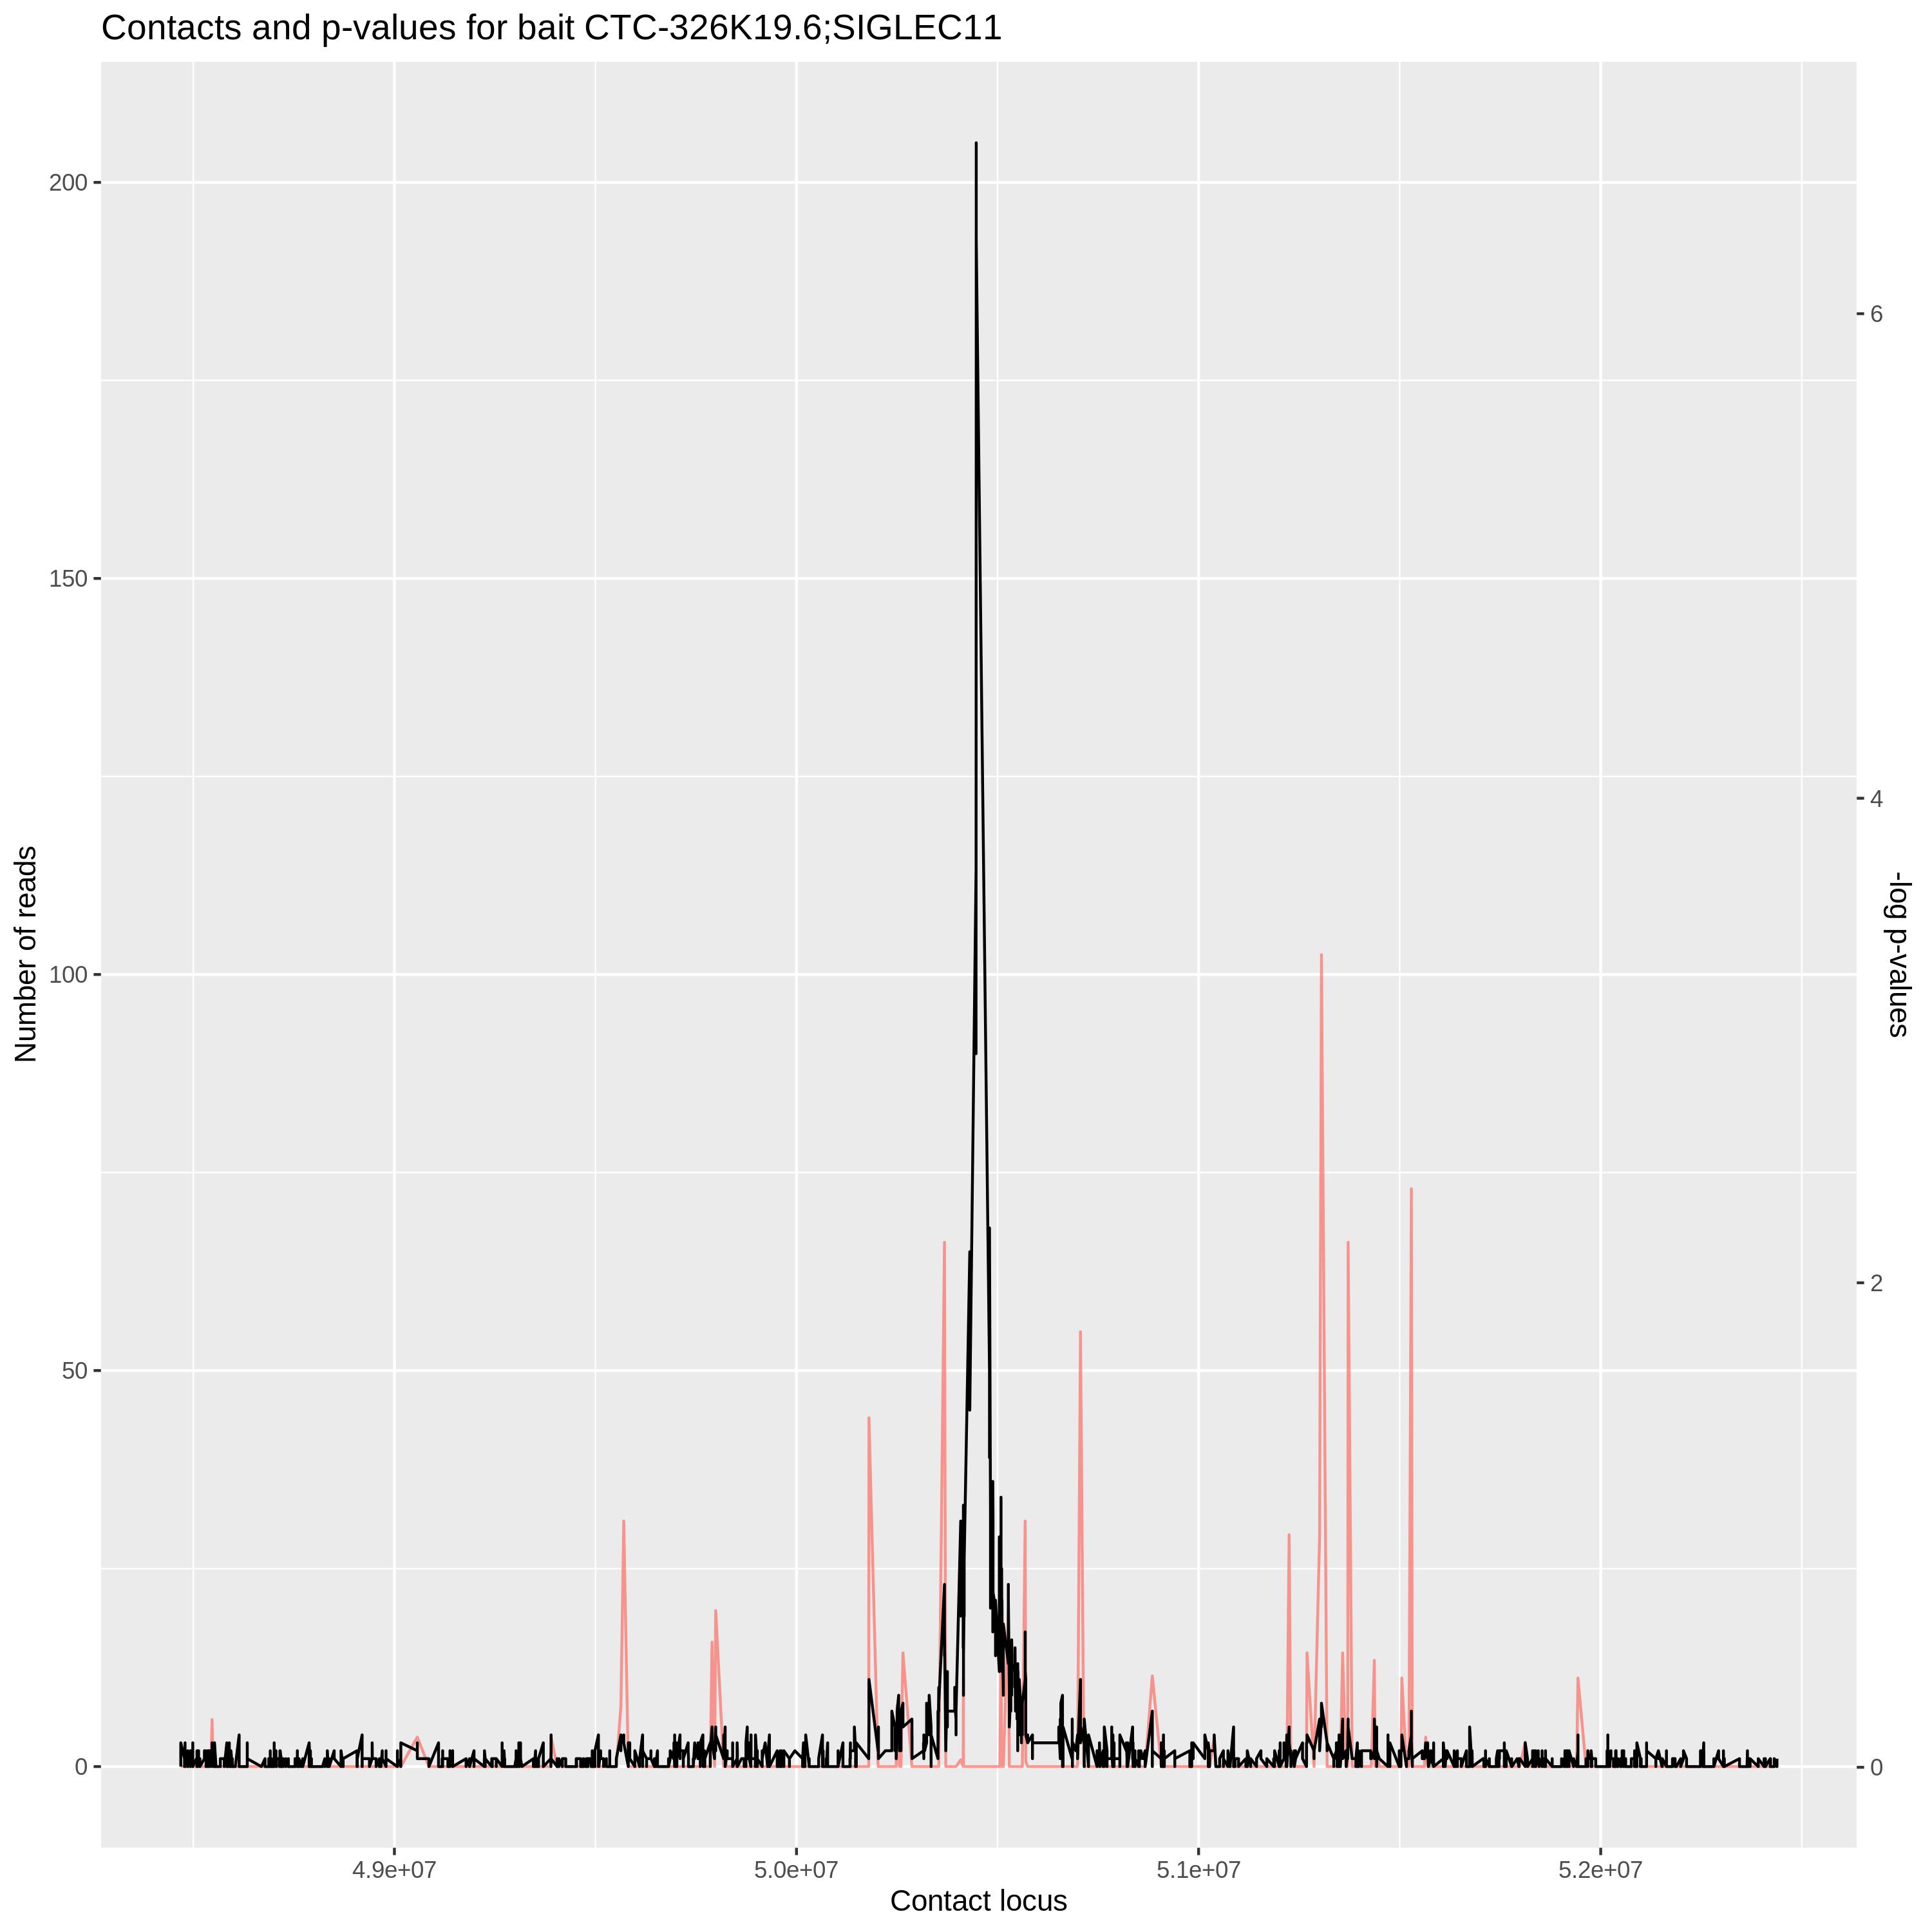 Contacts and p-values for bait CTC-326K19.6;SIGLEC11
200
150
100
50
0
Number of reads
6
4
2
0
-log p-values
4.9e+07
5.0e+07
5.1e+07
5.2e+07
Contact locus